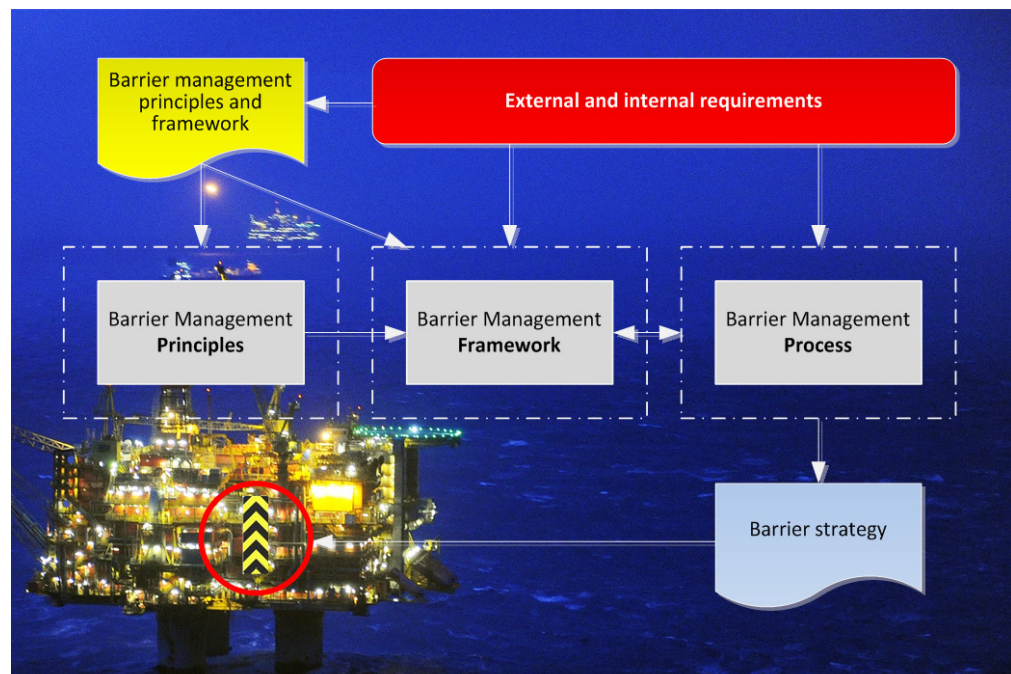 Barrier management
principles and
framework
External and internal requirements
Barrier Management
Principles
Barrier Management
Framework
Barrier Management
Process
Barrier strategy